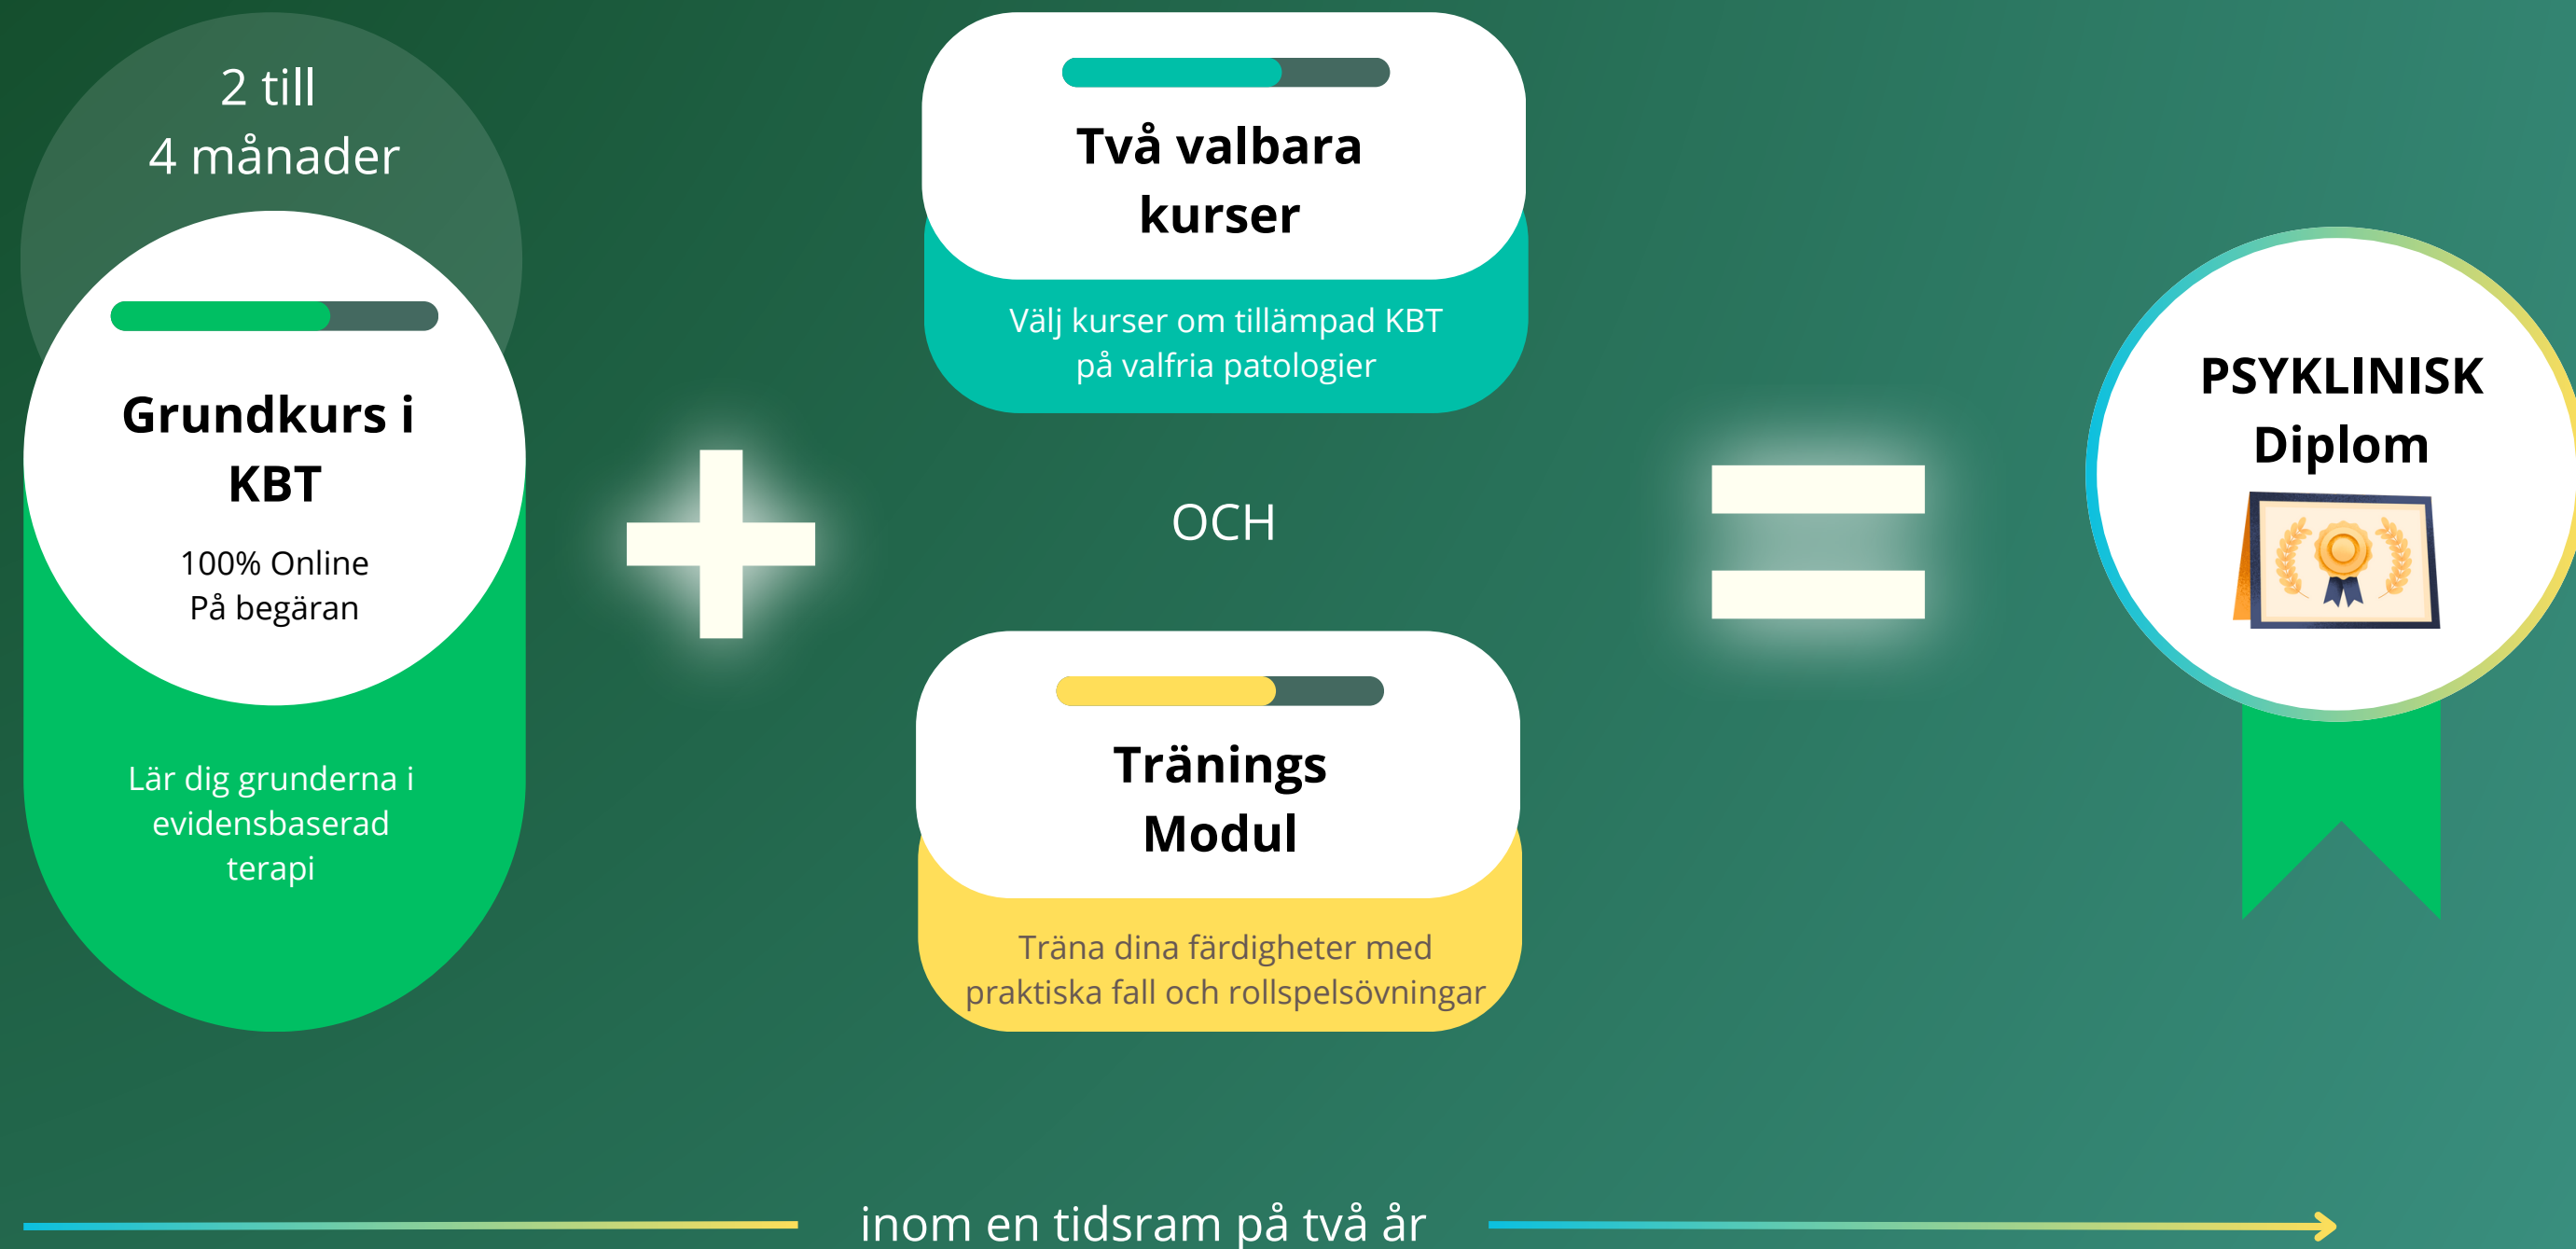 2 till
4 månader
Grundkurs i
KBT
100% Online
På begäran
Lär dig grunderna i
evidensbaserad
terapi
Två valbara
kurser
Välj kurser om tillämpad KBT
på valfria patologier
OCH
Tränings
Modul
Träna dina färdigheter med
praktiska fall och rollspelsövningar
PSYKLINISK
Diplom
inom en tidsram på två år